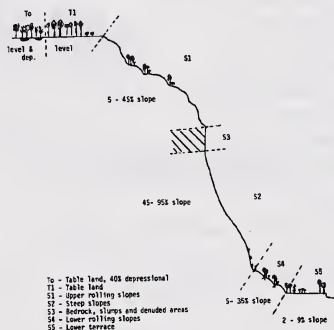 To T1
level & level
dep.
S1
5 - 45% slope
S3
45- 95% slope
S2
S4
S5
5- 35% slope
2 - 9% slope
To - Table land, 40% depressional
T1 - Table land
S1 - Upper rolling slopes
S2 - Steep slopes
S3 - Bedrock, slumps and denuded areas
S4 - Lower rolling slopes
S5 - Lower terrace